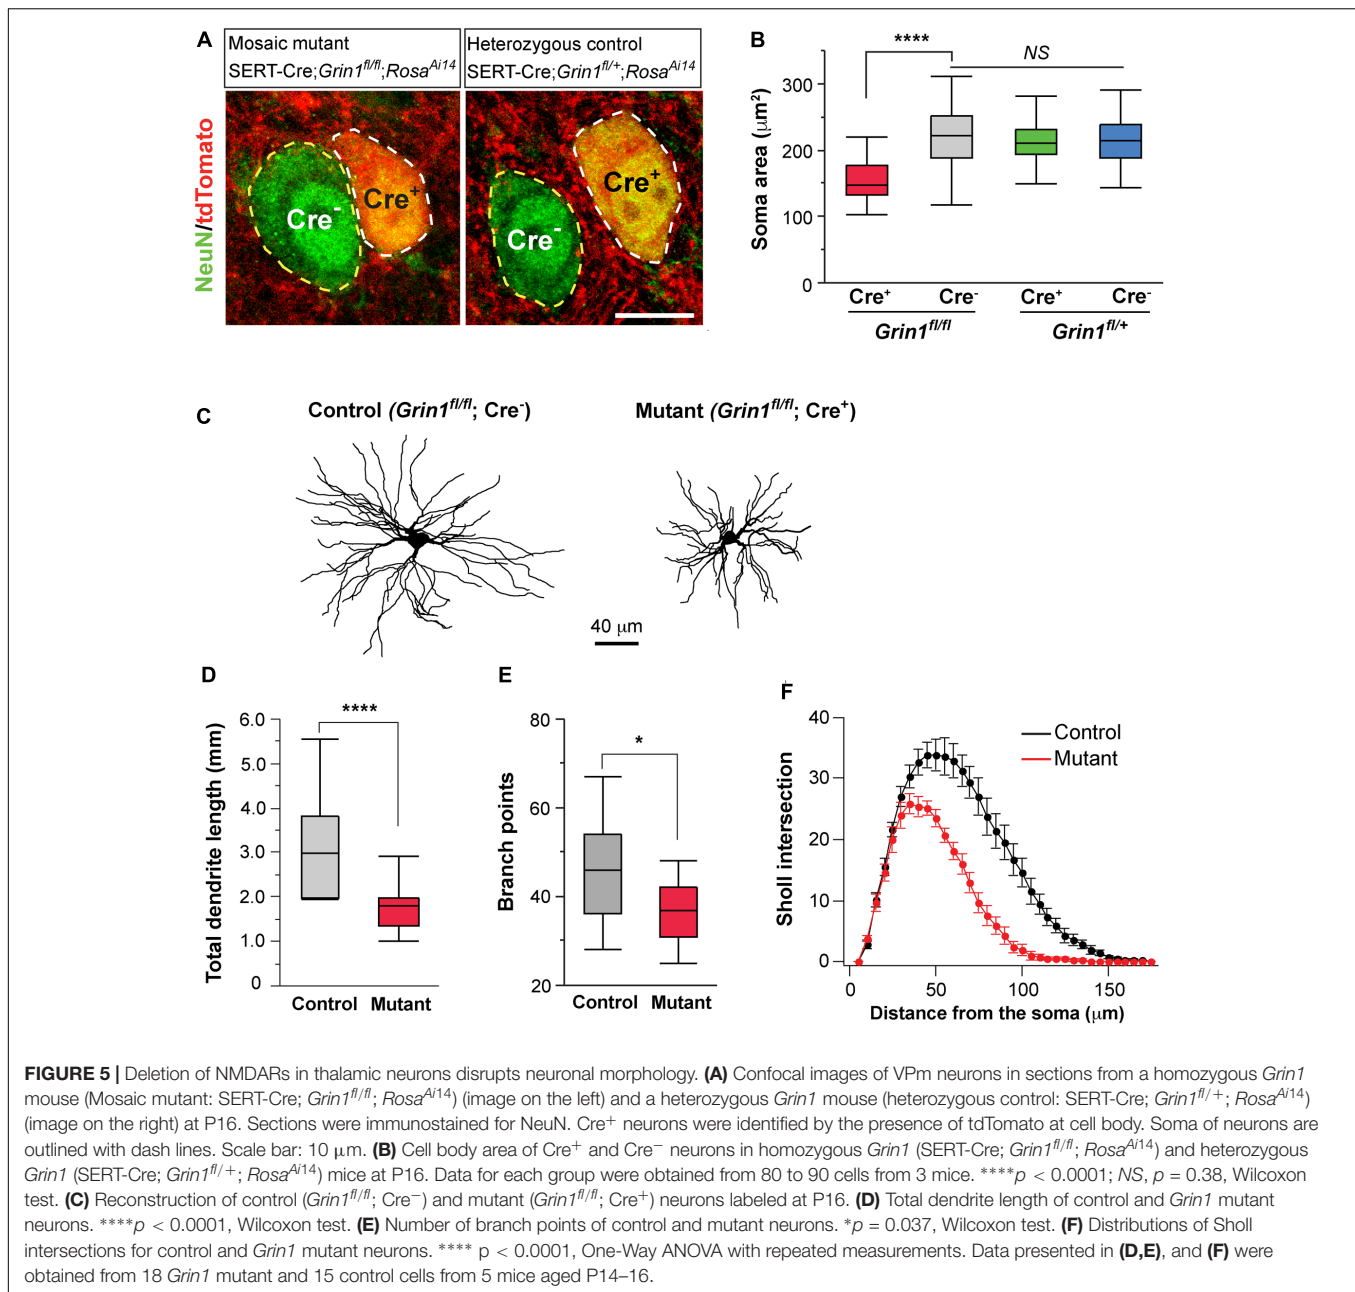 A
Mosaic mutant
SERT-Cre;Grin1fl/fl;RosaAi14
Heterozygous control
SERT-Cre;Grin1fl/+;RosaAi14
NeuN/tdTomato
Cre-
Cre+
Cre-
Cre+
B
****
NS
Soma area (μm2)
300
200
100
0
Cre+
Cre-
Cre+
Cre-
Grin1fl/fl
Grin1fl/+
C
Control (Grin1fl/fl; Cre-)
Mutant (Grin1fl/fl; Cre+)
40 μm
D
****
Total dendrite length (mm)
6.0
5.0
4.0
3.0
2.0
1.0
0
Control
Mutant
E
*
Branch points
80
60
40
20
Control
Mutant
F
Sholl intersection
40
30
20
10
0
Control
Mutant
0
50
100
150
Distance from the soma (μm)
FIGURE 5 | Deletion of NMDARs in thalamic neurons disrupts neuronal morphology. (A) Confocal images of VPm neurons in sections from a homozygous Grin1
mouse (Mosaic mutant: SERT-Cre; Grin1fl/fl; RosaAi14) (image on the left) and a heterozygous Grin1 mouse (heterozygous control: SERT-Cre; Grin1fl/+; RosaAi14)
(image on the right) at P16. Sections were immunostained for NeuN. Cre+ neurons were identified by the presence of tdTomato at cell body. Soma of neurons are
outlined with dash lines. Scale bar: 10 μm. (B) Cell body area of Cre+ and Cre− neurons in homozygous Grin1 (SERT-Cre; Grin1fl/fl; RosaAi14) and heterozygous
Grin1 (SERT-Cre; Grin1fl/+; RosaAi14) mice at P16. Data for each group were obtained from 80 to 90 cells from 3 mice. ****p < 0.0001; NS, p = 0.38, Wilcoxon
test. (C) Reconstruction of control (Grin1fl/fl; Cre−) and mutant (Grin1fl/fl; Cre+) neurons labeled at P16. (D) Total dendrite length of control and Grin1 mutant
neurons. ****p < 0.0001, Wilcoxon test. (E) Number of branch points of control and mutant neurons. *p = 0.037, Wilcoxon test. (F) Distributions of Sholl
intersections for control and Grin1 mutant neurons. **** p < 0.0001, One-Way ANOVA with repeated measurements. Data presented in (D,E), and (F) were
obtained from 18 Grin1 mutant and 15 control cells from 5 mice aged P14–16.